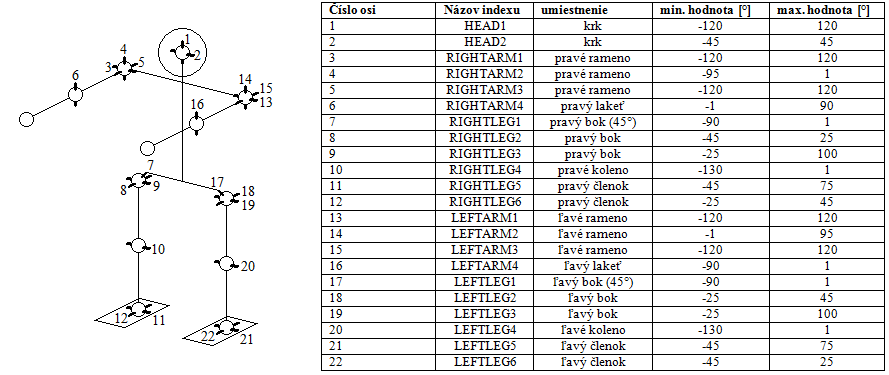 1
2
4
3
5
6
14
15
13
16
7
8
9
17
18
19
10
20
12
11
22
21
Číslo osi Názov indexu umiestnenie min. hodnota [°] max. hodnota [°]
1 HEAD1 krk -120 120
2 HEAD2 krk -45 45
3 RIGHTARM1 pravé rameno -120 120
4 RIGHTARM2 pravé rameno -95 1
5 RIGHTARM3 pravé rameno -120 120
6 RIGHTARM4 pravý lakeť -1 90
7 RIGHTLEG1 pravý bok (45°) -90 1
8 RIGHTLEG2 pravý bok -45 25
9 RIGHTLEG3 pravý bok -25 100
10 RIGHTLEG4 pravé koleno -130 1
11 RIGHTLEG5 pravý členok -45 75
12 RIGHTLEG6 pravý členok -25 45
13 LEFTARM1 ľavé rameno -120 120
14 LEFTARM2 ľavé rameno -1 95
15 LEFTARM3 ľavé rameno -120 120
16 LEFTARM4 ľavý lakeť -90 1
17 LEFTLEG1 ľavý bok (45°) -90 1
18 LEFTLEG2 ľavý bok -25 45
19 LEFTLEG3 ľavý bok -25 100
20 LEFTLEG4 ľavé koleno -130 1
21 LEFTLEG5 ľavý členok -45 75
22 LEFTLEG6 ľavý členok -45 25